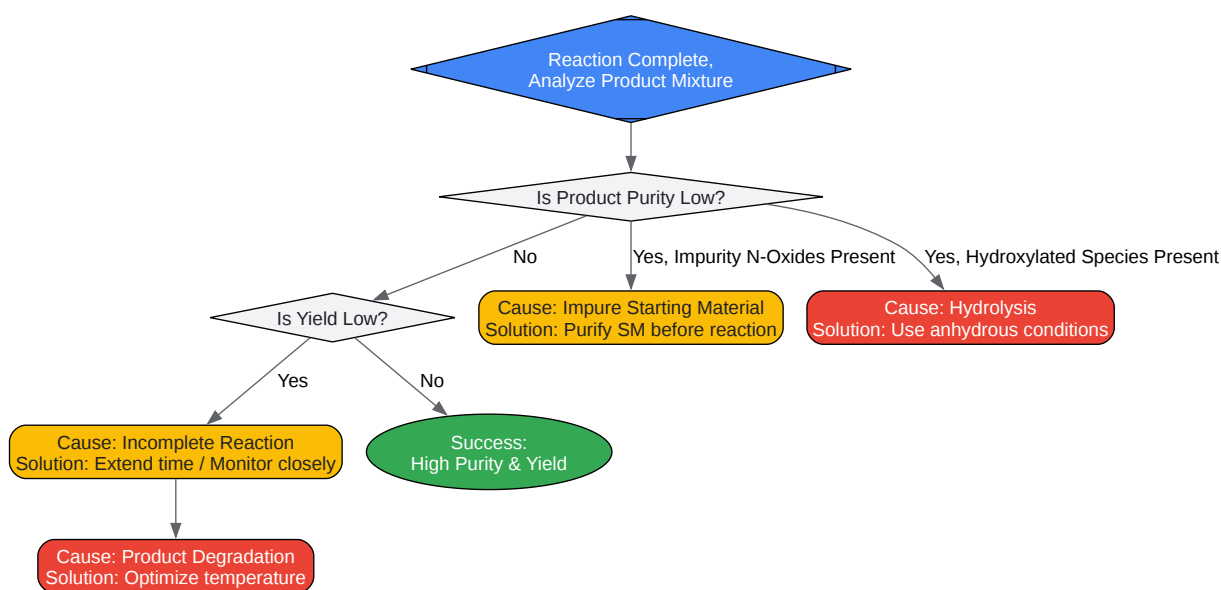 Reaction Complete,
Analyze Product Mixture
Is Product Purity Low?
No
Yes, Impurity N-Oxides Present
Yes, Hydroxylated Species Present
Is Yield Low?
Cause: Impure Starting Material
Solution: Purify SM before reaction
Cause: Hydrolysis
Solution: Use anhydrous conditions
Yes
No
Cause: Incomplete Reaction
Solution: Extend time / Monitor closely
Success:
High Purity & Yield
Cause: Product Degradation
Solution: Optimize temperature